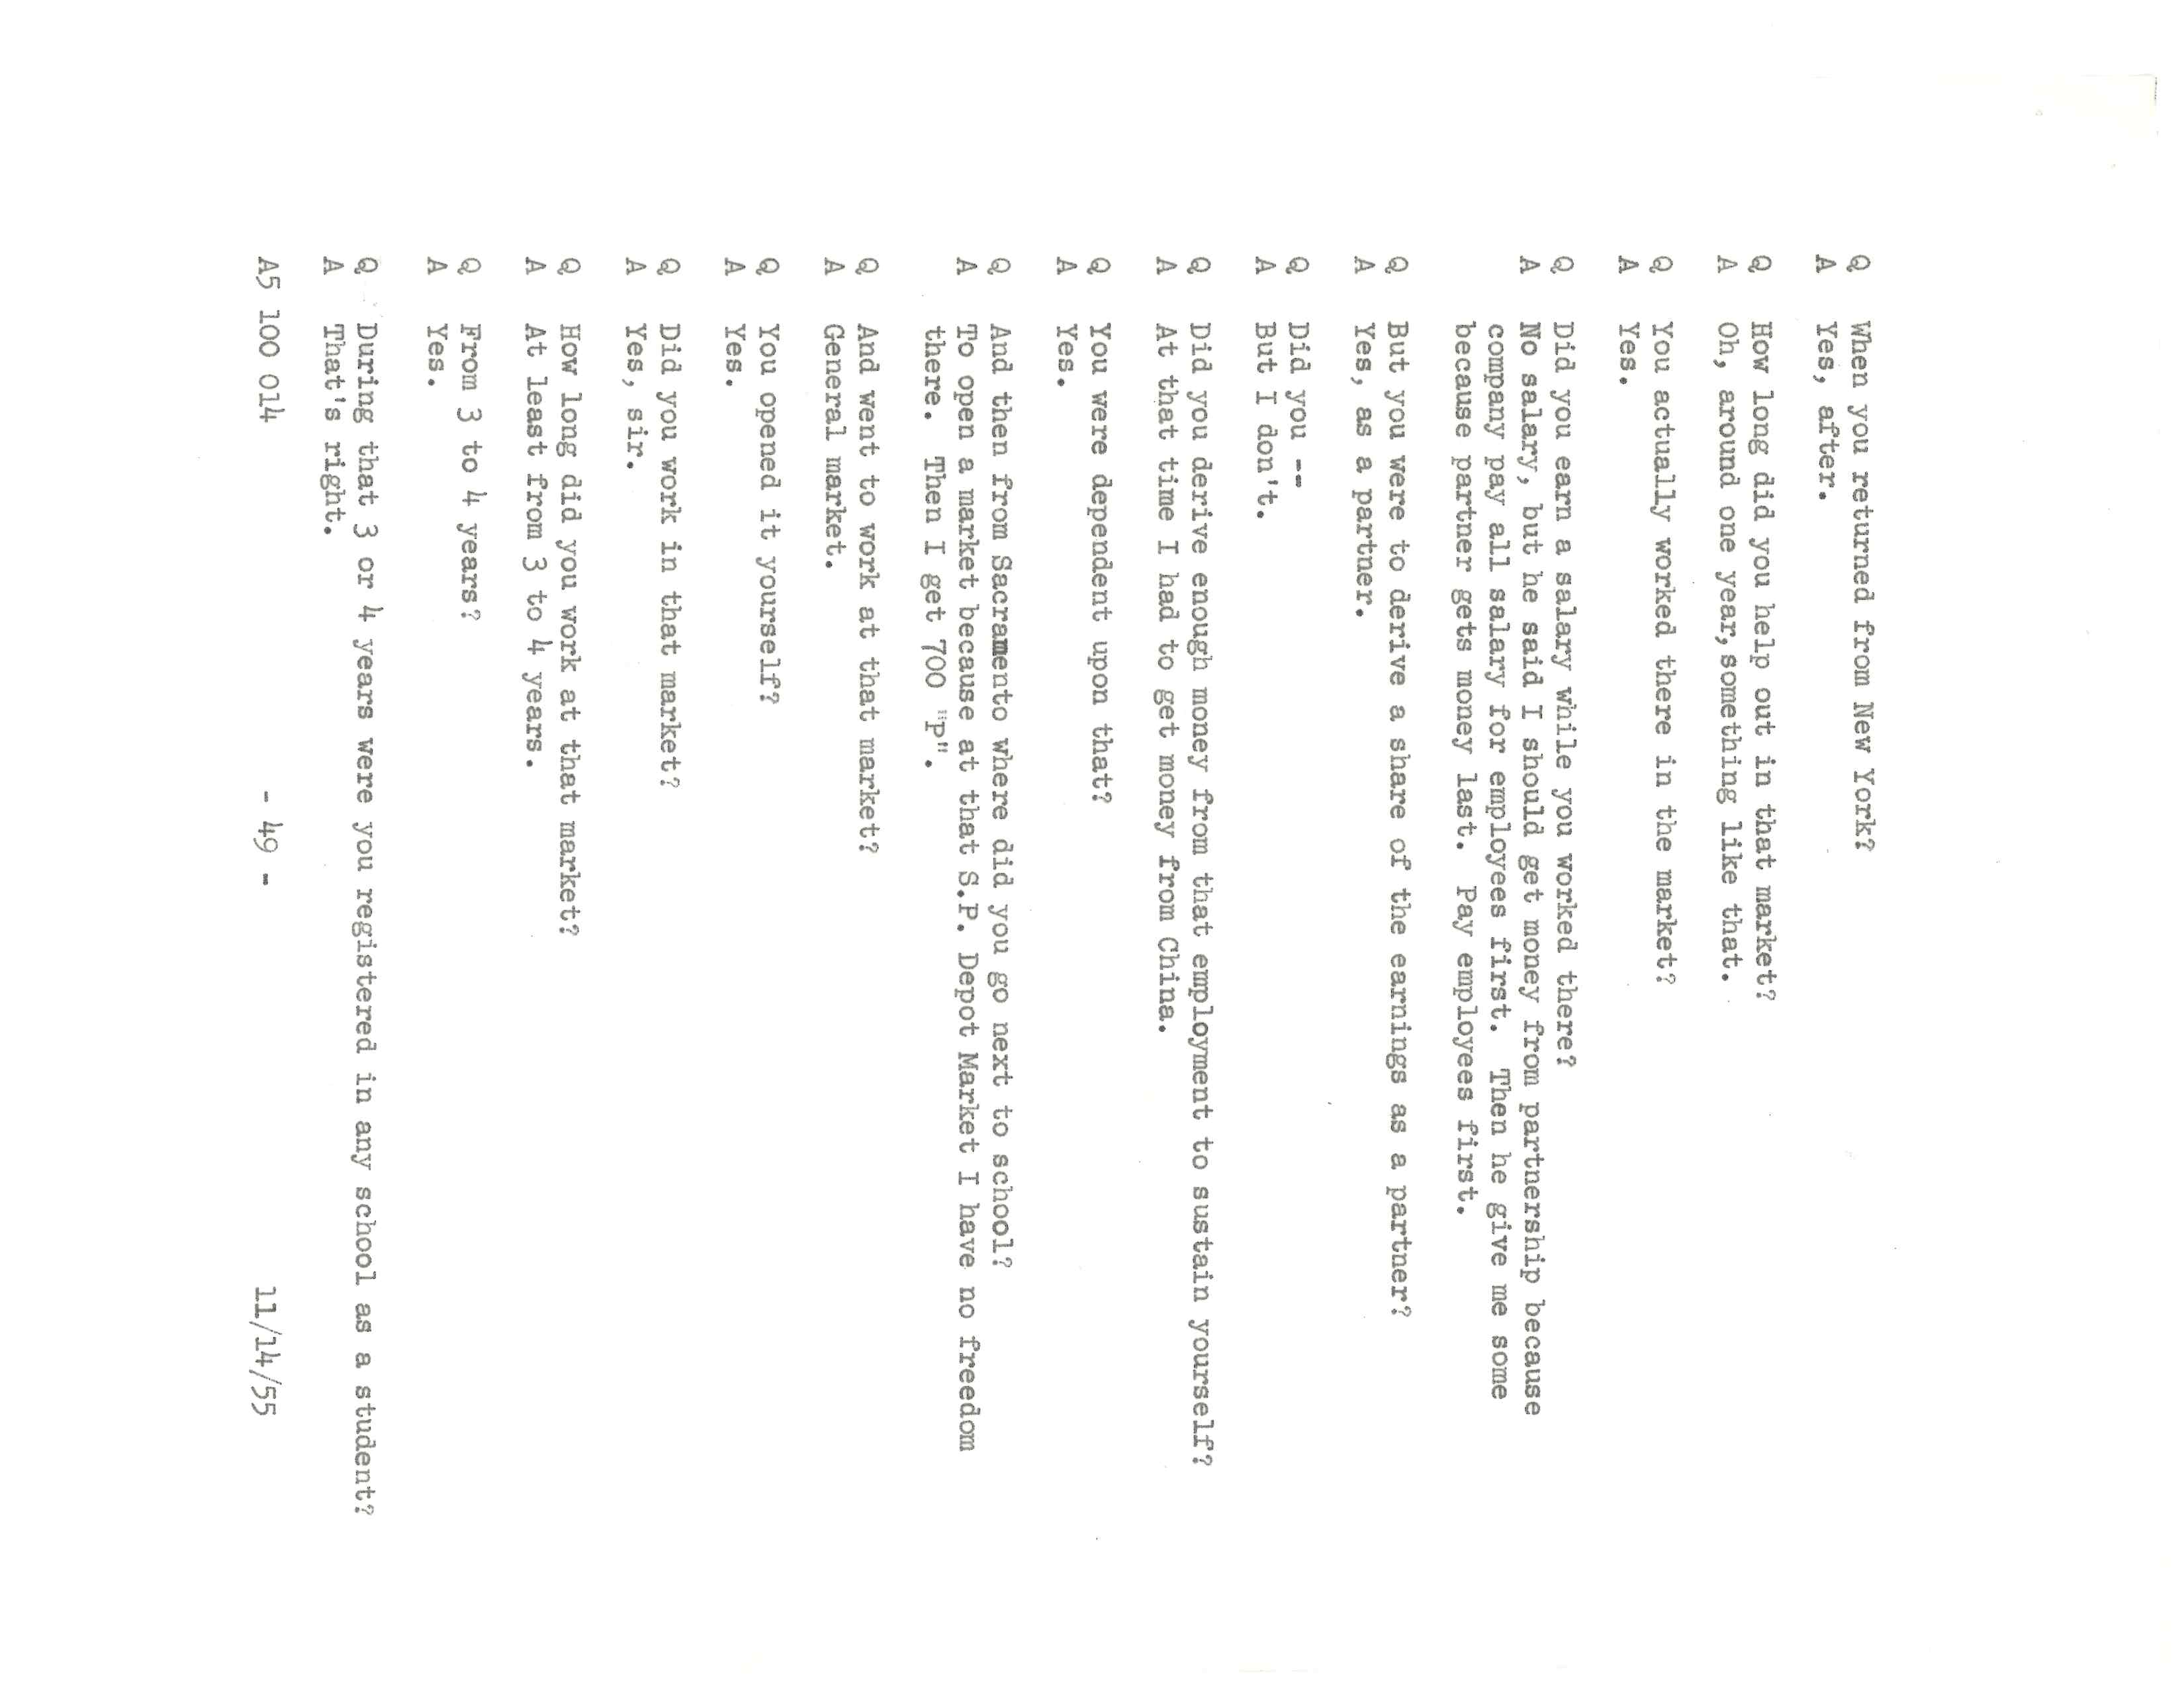 Q When you returned from New York?
A Yes, after.
Q How long did you help out in that market?
A Oh, around one year, something like that.
Q You actually worked there in the market?
A Yes.
Q Did you earn a salary while you worked there?
A No salary, but he said I should get money from partnership because
company pay all salary for employees first. Then he give me some
because partner gets money last. Pay employees first.
Q But you were to derive a share of the earnings as a partner?
A Yes, as a partner.
Q Did you --
A But I don't.
Q Did you derive enough money from that employment to sustain yourself?
A At that time I had to get money from China.
Q You were dependent upon that?
A Yes.
Q And then from Sacramento where did you go next to school?
A To open a market because at that S.P. Depot Market I have no freedom
there. Then I get 700 "P".
Q And went to work at that market?
A General market.
Q You opened it yourself?
A Yes.
Q Did you work in that market?
A Yes, sir.
Q How long did you work at that market?
A At least from 3 to 4 years.
Q From 3 to 4 years?
A Yes.
Q During that 3 or 4 years were you registered in any school as a student?
A That's right.
A5 100 014 - 49 - 11/14/55